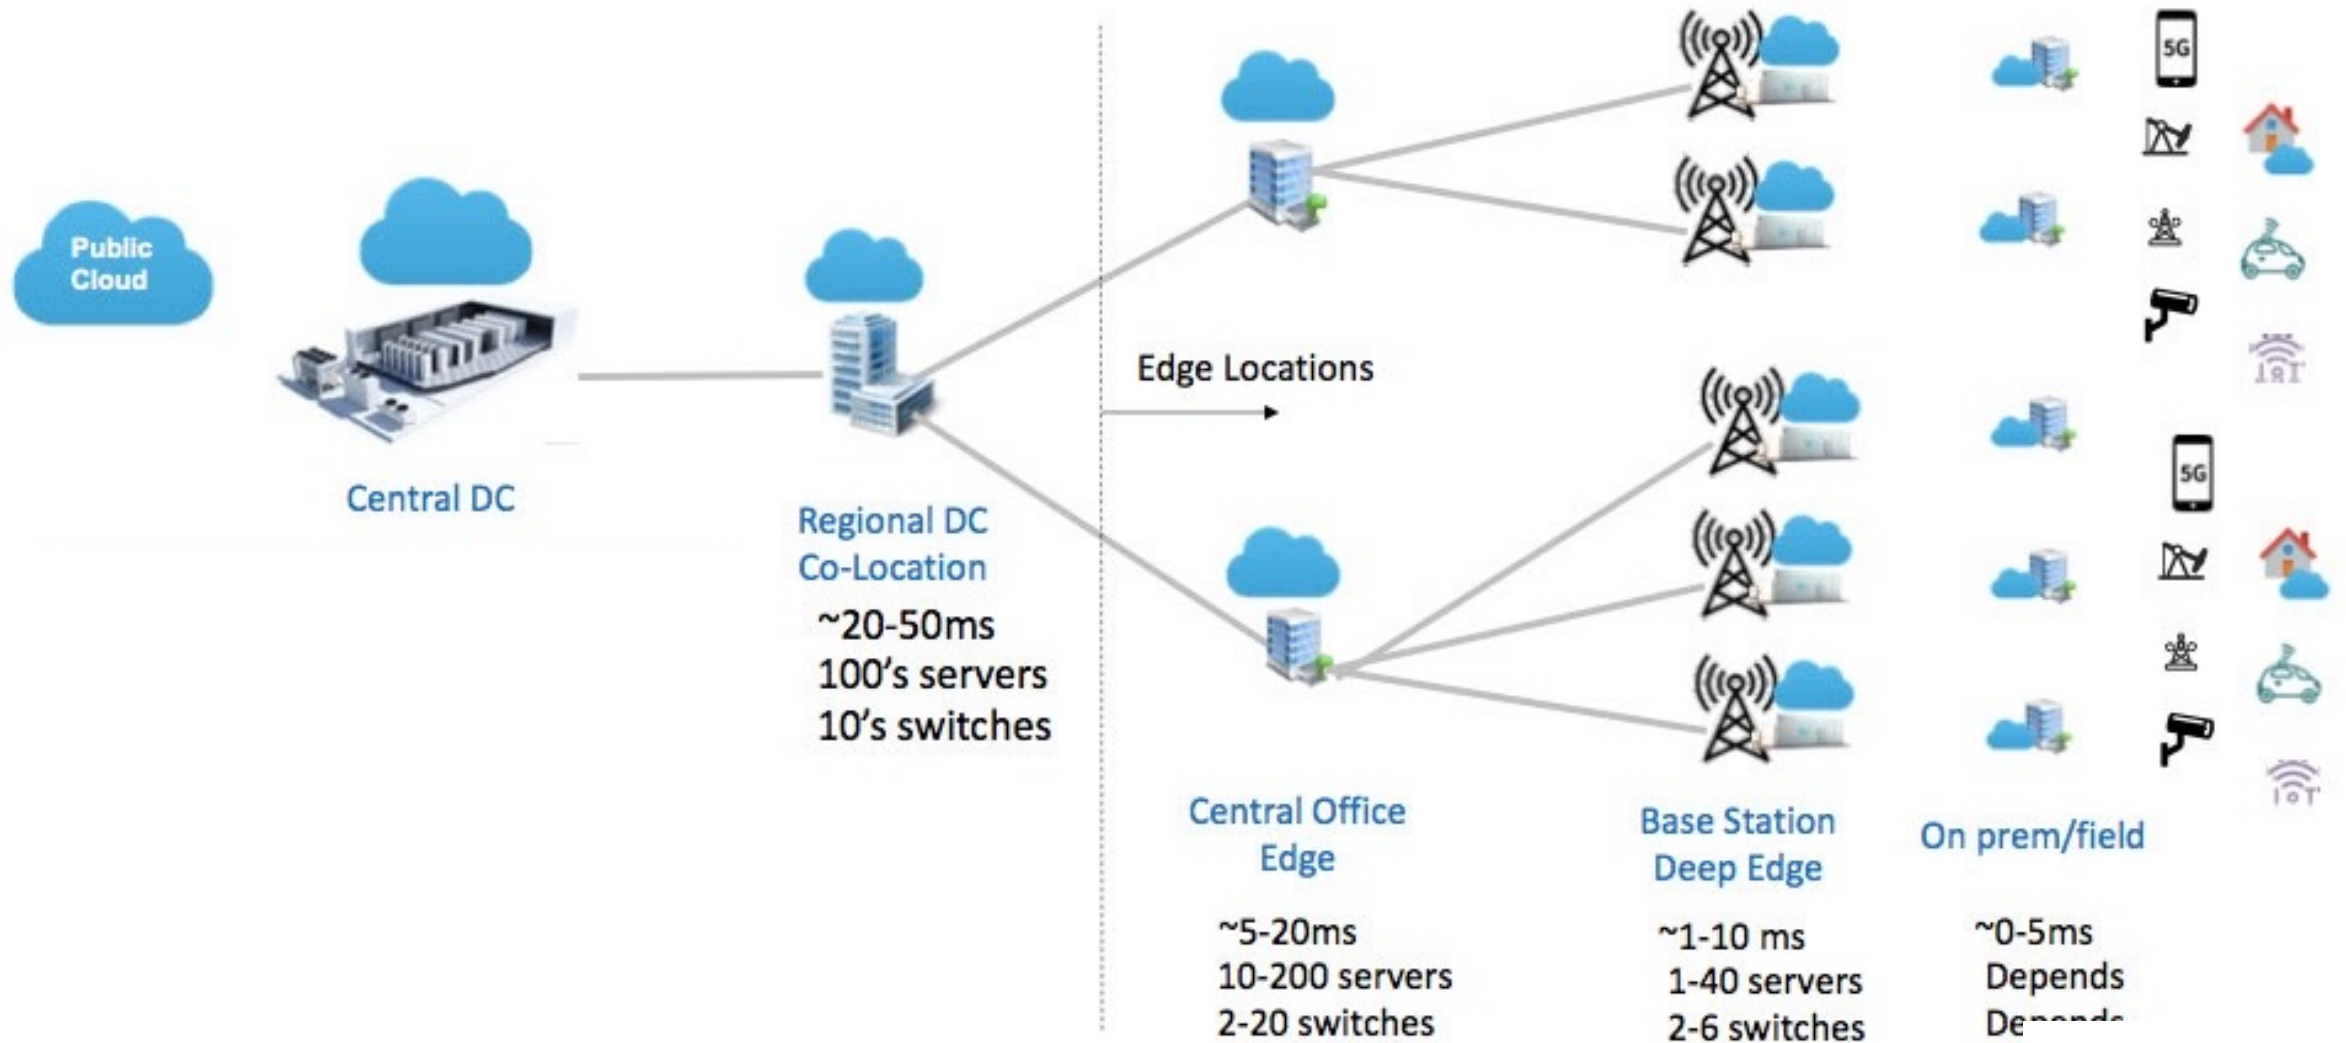 Public
Cloud
Central DC
Regional DC
Co-Location
~20-50ms
100's servers
10's switches
Edge Locations
Central Office
Edge
~5-20ms
10-200 servers
2-20 switches
Base Station
Deep Edge
~1-10 ms
1-40 servers
2-6 switches
On prem/field
~0-5ms
Depends
5G
5G
IoT